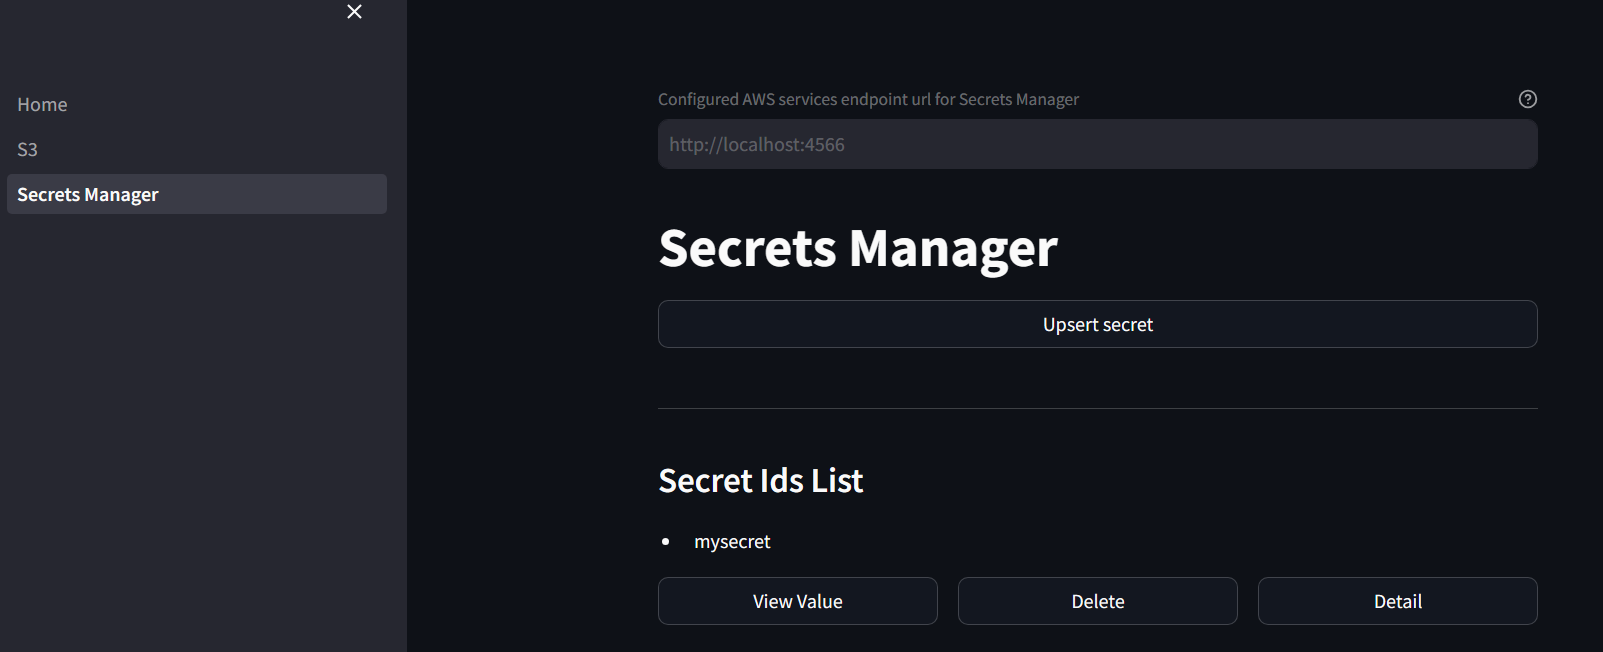 Home
S3
Secrets Manager
Configured AWS services endpoint url for Secrets Manager
http://localhost:4566
Secrets Manager
Upsert secret
Secret Ids List
mysecret
View Value
Delete
Detail